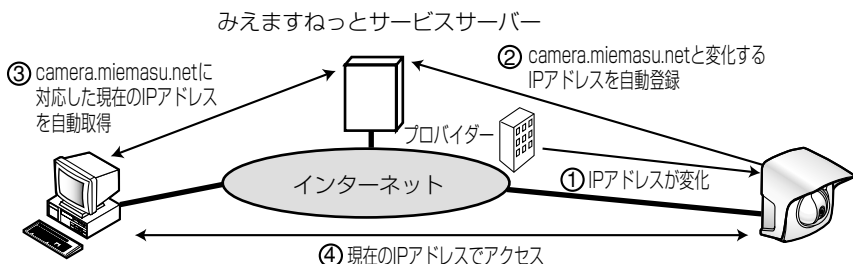 みえますねっとサービスサーバー
② camera.miemasu.netと変化する
IPアドレスを自動登録
③ camera.miemasu.netに
対応した現在のIPアドレス
を自動取得
プロバイダー
インターネット
① IPアドレスが変化
④ 現在のIPアドレスでアクセス